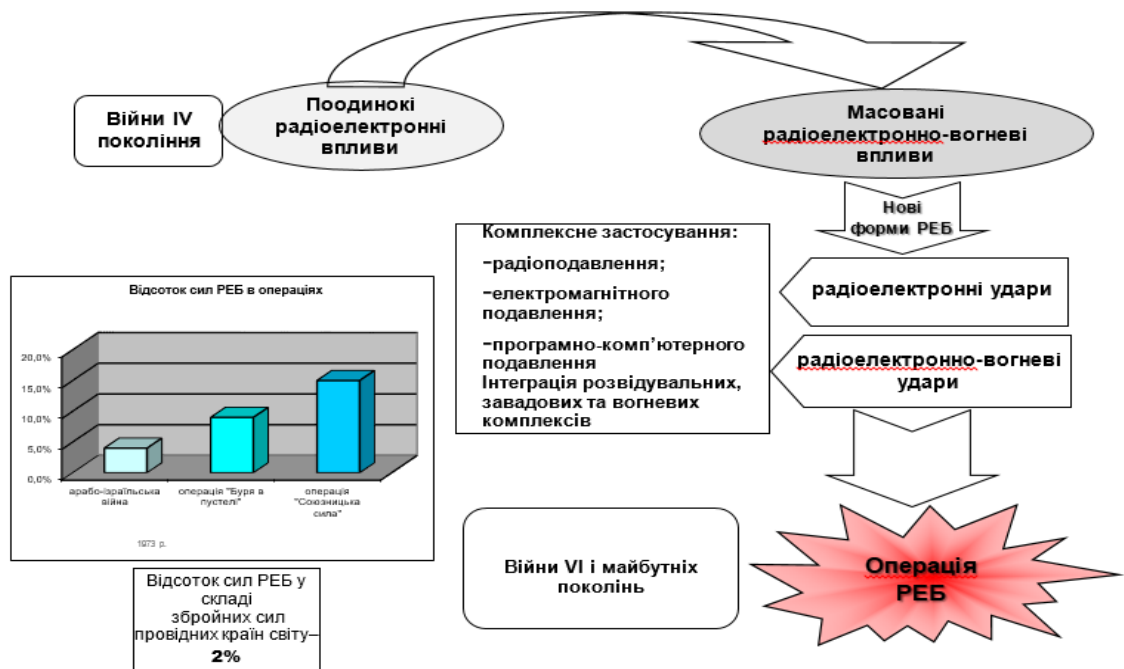 Війни IV
покоління
Поодинокі
радіоелектронні
впливи
Масовані
радіоелектронно-вогневі
впливи
Нові
форми РЕБ
Комплексне застосування:
−радіоподавлення;
−електромагнітного
подавлення;
−програмно-комп’ютерного
подавлення
Інтеграція розвідувальних,
завадових та вогневих
комплексів
радіоелектронні удари
радіоелектронно-вогневі
удари
Відсоток сил РЕБ в операціях
20,0%
15,0%
10,0%
5,0%
0,0%
арабо-ізраїльська
війна
операція "Буря в
пустелі"
операція
"Союзницька
сила"
1973 р.
Відсоток сил РЕБ у
складі
збройних сил
провідних країн світу–
2%
Війни VI і майбутніх
поколінь
Операція
РЕБ